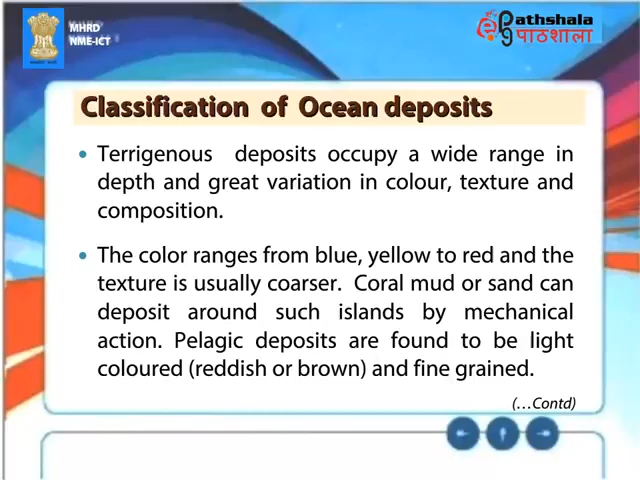 MHRD
NME-ICT
Pathshala
पाठशाला
Classification of Ocean deposits
• Terrigenous deposits occupy a wide range in
depth and great variation in colour, texture and
composition.
• The color ranges from blue, yellow to red and the
texture is usually coarser. Coral mud or sand can
deposit around such islands by mechanical
action. Pelagic deposits are found to be light
coloured (reddish or brown) and fine grained.
(...Contd)